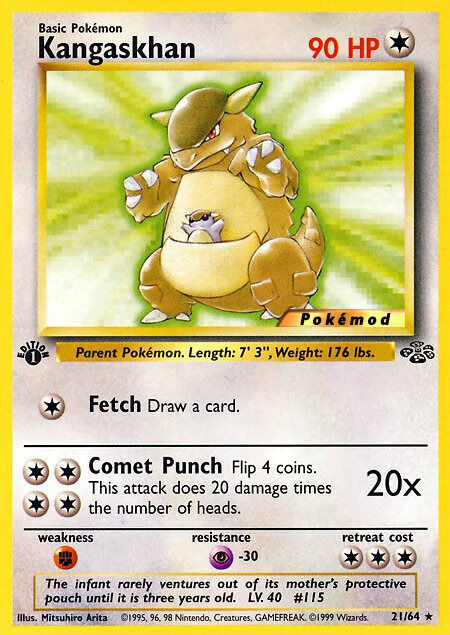 Basic Pokémon
Kangaskhan 90 HP
Pokémod
EDITION 1
Parent Pokémon. Length: 7' 3", Weight: 176 lbs.
Fetch Draw a card.
Comet Punch Flip 4 coins.
This attack does 20 damage times
the number of heads.
20x
weakness resistance retreat cost
-30
The infant rarely ventures out of its mother's protective
pouch until it is three years old. LV. 40 #115
Illus. Mitsuhiro Arita ©1995, 96, 98 Nintendo, Creatures, GAMEFREAK. ©1999 Wizards. 21/64 ★